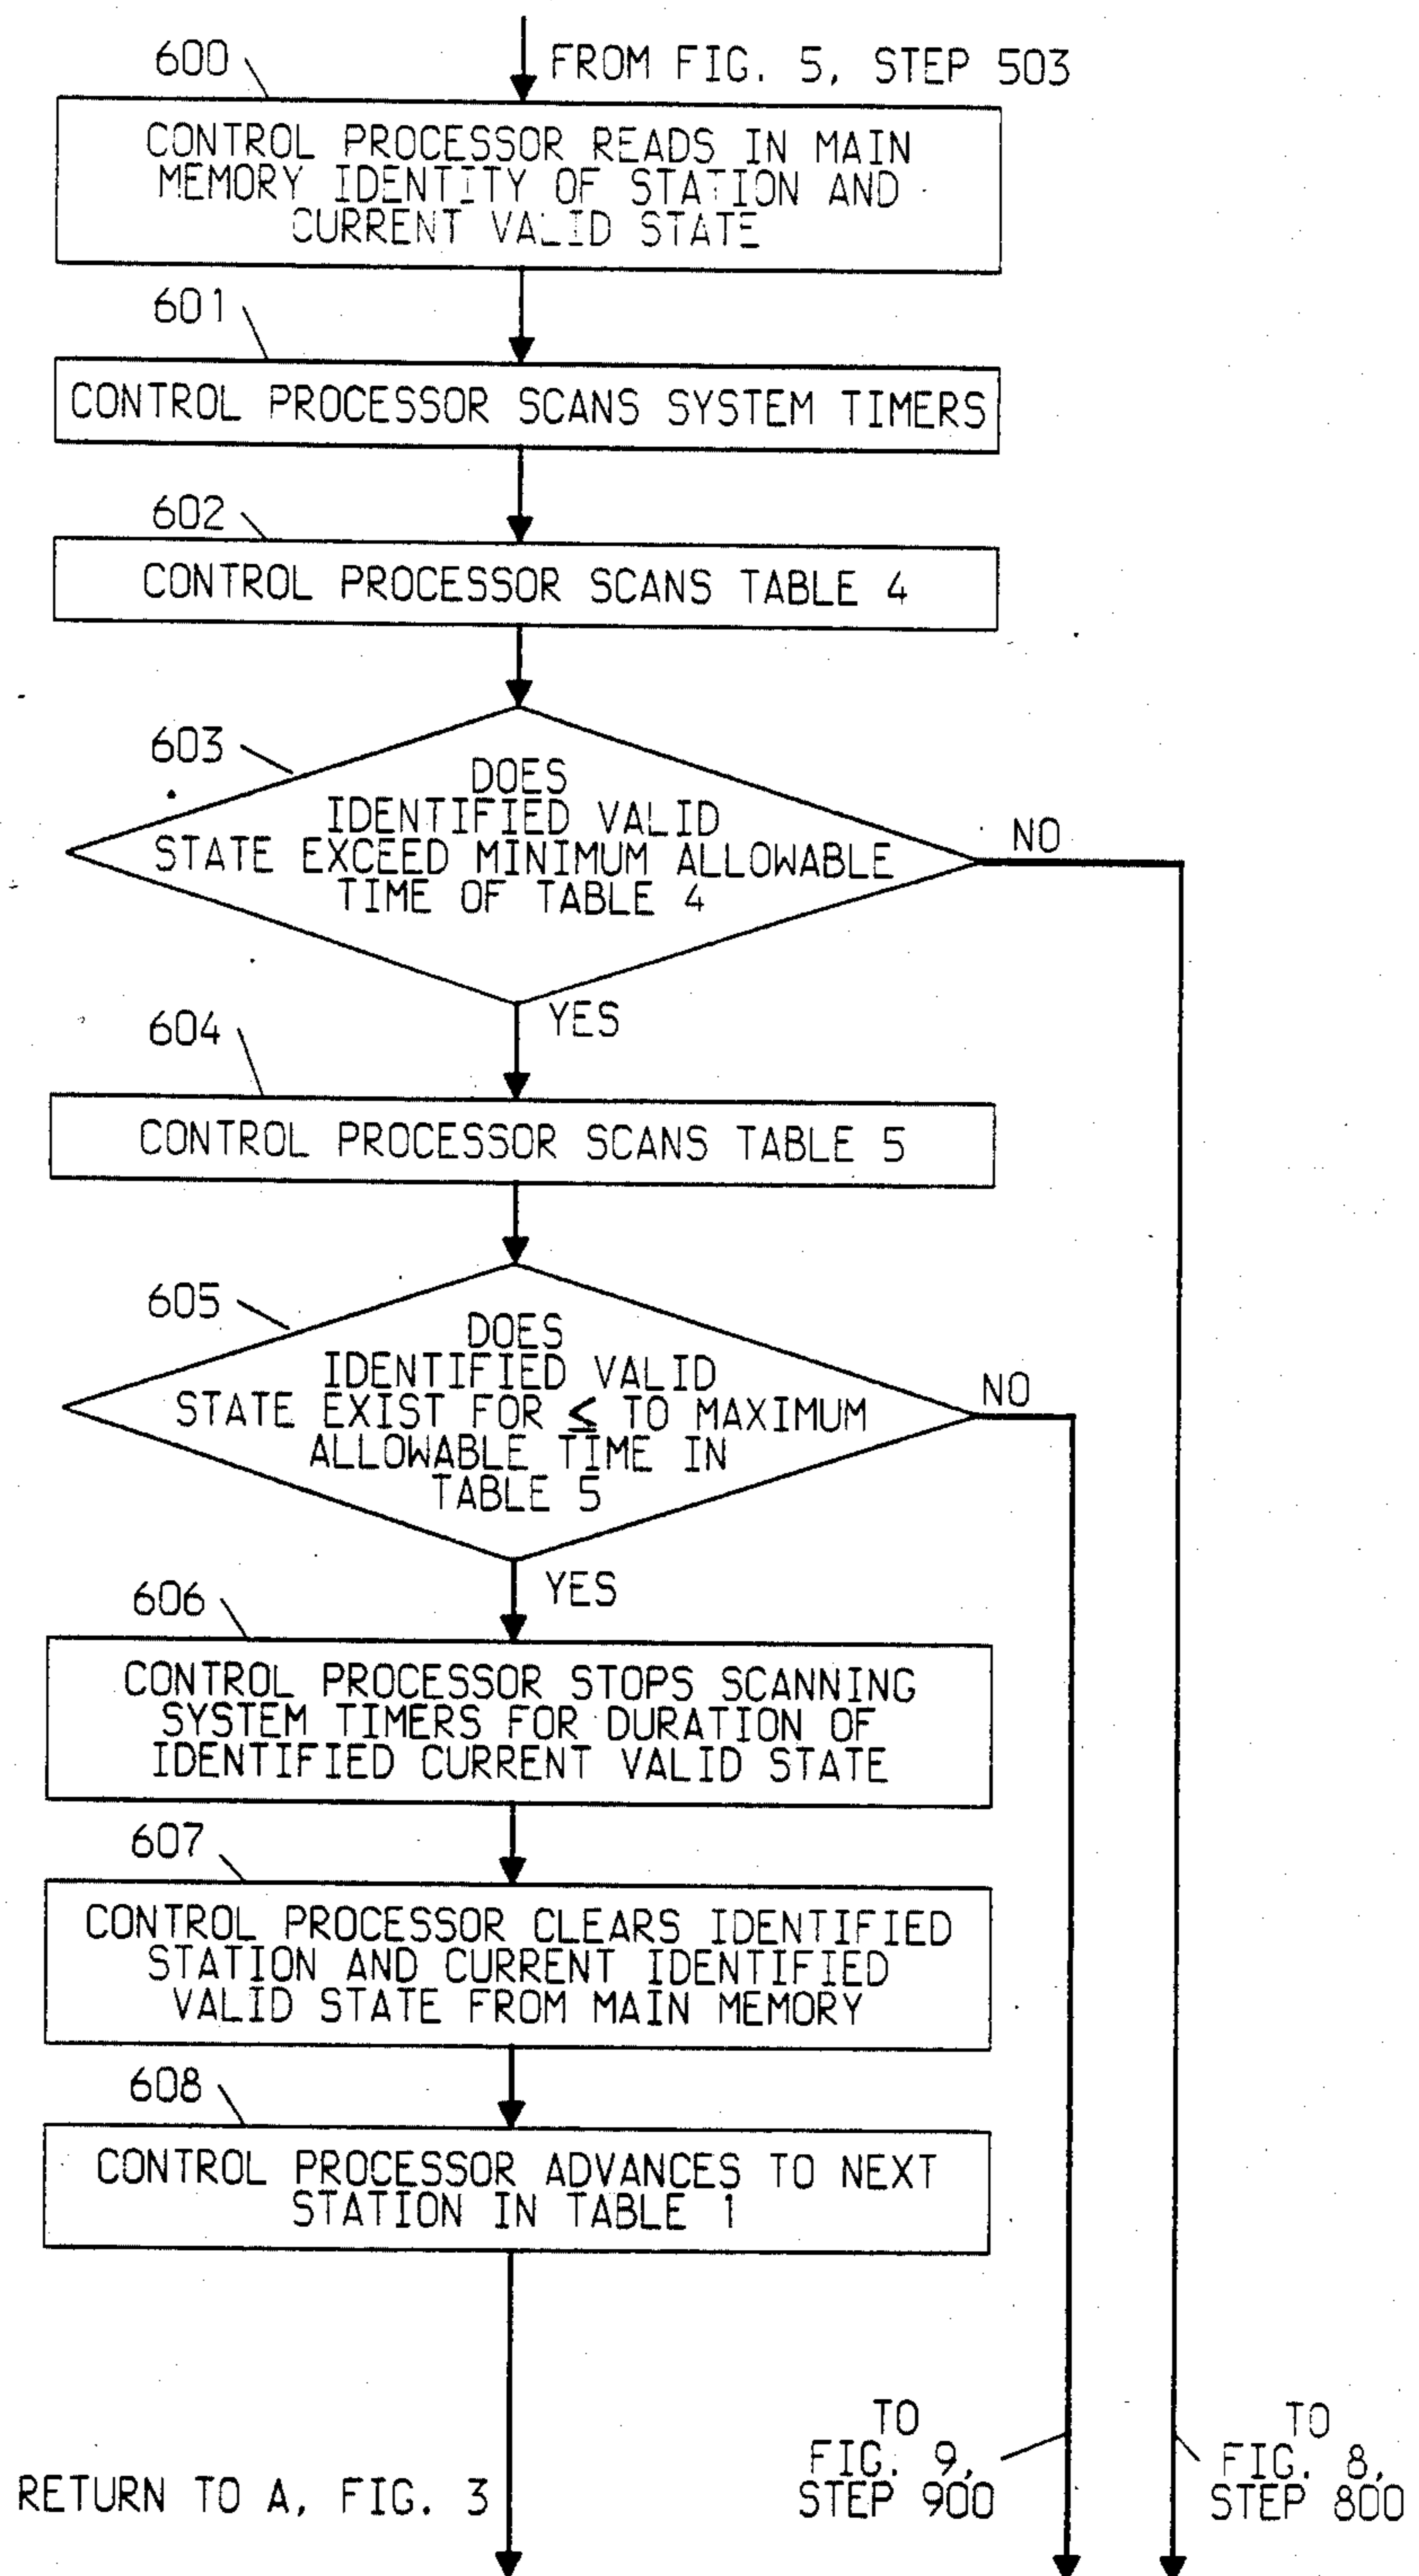 600
FROM FIG. 5, STEP 503
CONTROL PROCESSOR READS IN MAIN
MEMORY IDENTITY OF STATION AND
CURRENT VALID STATE
601
CONTROL PROCESSOR SCANS SYSTEM TIMERS
602
CONTROL PROCESSOR SCANS TABLE 4
603
DOES
IDENTIFIED VALID
STATE EXCEED MINIMUM ALLOWABLE
TIME OF TABLE 4
NO
YES
604
CONTROL PROCESSOR SCANS TABLE 5
605
DOES
IDENTIFIED VALID
STATE EXIST FOR ≤ TO MAXIMUM
ALLOWABLE TIME IN
TABLE 5
NO
YES
606
CONTROL PROCESSOR STOPS SCANNING
SYSTEM TIMERS FOR DURATION OF
IDENTIFIED CURRENT VALID STATE
607
CONTROL PROCESSOR CLEARS IDENTIFIED
STATION AND CURRENT IDENTIFIED
VALID STATE FROM MAIN MEMORY
608
CONTROL PROCESSOR ADVANCES TO NEXT
STATION IN TABLE 1
RETURN TO A, FIG. 3
TO
FIG. 9,
STEP 900
TO
FIG. 8,
STEP 800